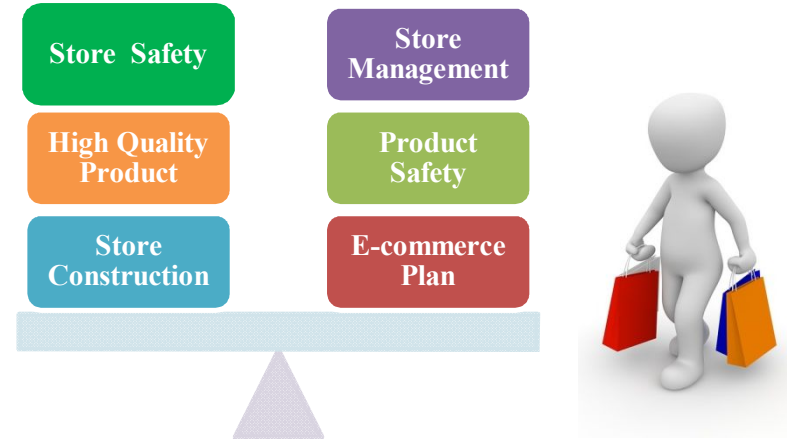 Store Safety
Store
Management
High Quality
Product
Product
Safety
Store
Construction
E-commerce
Plan